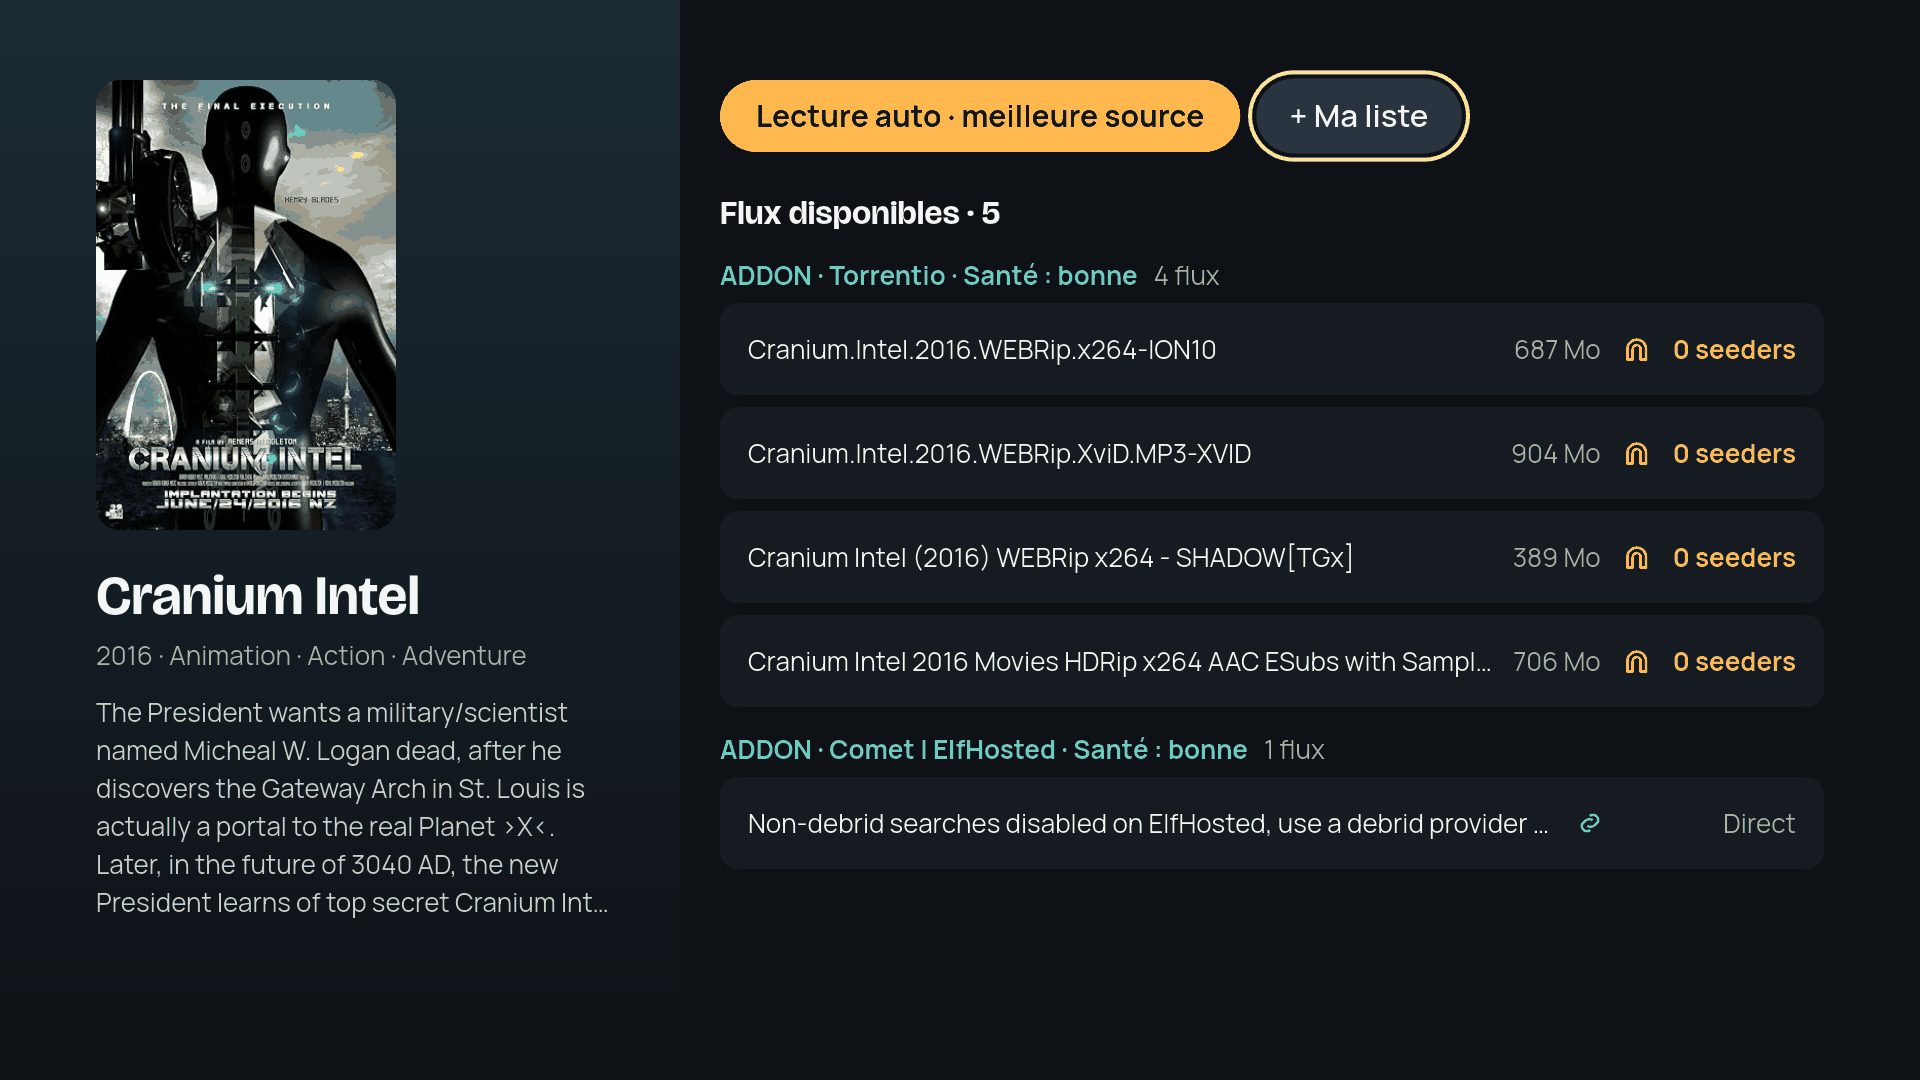 THE FINAL EXECUTION
HENRY BLADES
CRANIUM INTEL
IMPLANTATION BEGINS
JUNE/24/2016 NZ
Cranium Intel
2016 · Animation · Action · Adventure
The President wants a military/scientist
named Micheal W. Logan dead, after he
discovers the Gateway Arch in St. Louis is
actually a portal to the real Planet >X<.
Later, in the future of 3040 AD, the new
President learns of top secret Cranium Int…
Lecture auto · meilleure source
+ Ma liste
Flux disponibles · 5
ADDON · Torrentio · Santé : bonne 4 flux
Cranium.Intel.2016.WEBRip.x264-ION10 687 Mo 0 seeders
Cranium.Intel.2016.WEBRip.XviD.MP3-XVID 904 Mo 0 seeders
Cranium Intel (2016) WEBRip x264 - SHADOW[TGx] 389 Mo 0 seeders
Cranium Intel 2016 Movies HDRip x264 AAC ESubs with Sampl… 706 Mo 0 seeders
ADDON · Comet | ElfHosted · Santé : bonne 1 flux
Non-debrid searches disabled on ElfHosted, use a debrid provider … Direct